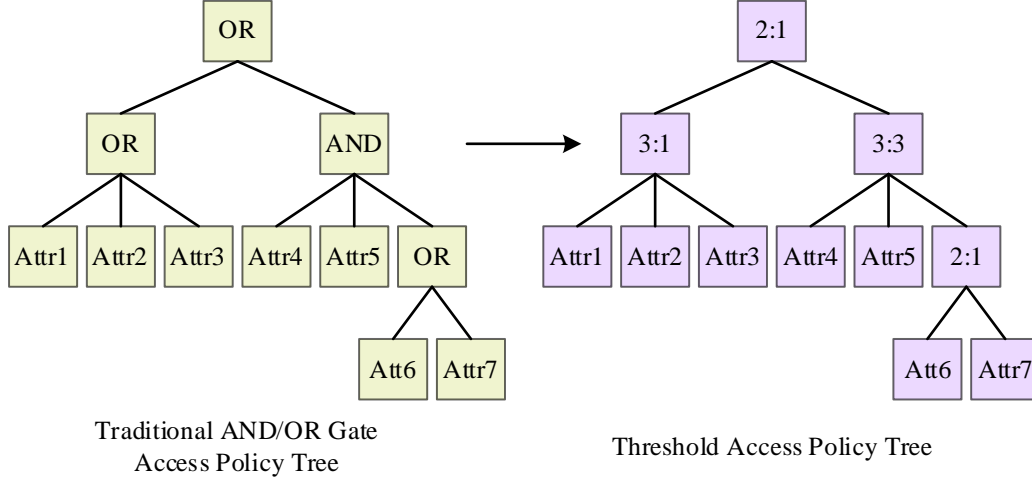 OR
OR
AND
Attr1
Attr2
Attr3
Attr4
Attr5
OR
Att6
Attr7
Traditional AND/OR Gate
Access Policy Tree
2:1
3:1
3:3
Attr1
Attr2
Attr3
Attr4
Attr5
2:1
Att6
Attr7
Threshold Access Policy Tree